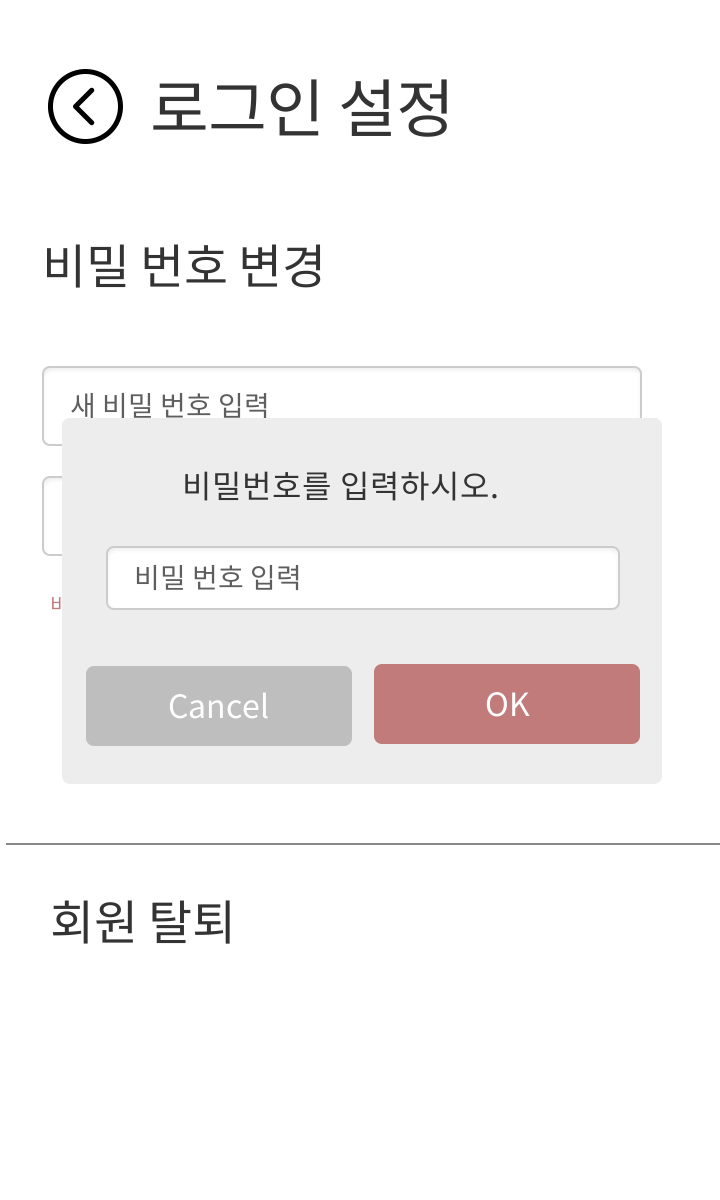 로그인 설정
비밀 번호 변경
새 비밀 번호 입력
비밀번호를 입력하시오.
비밀 번호 입력
Cancel
OK
회원 탈퇴